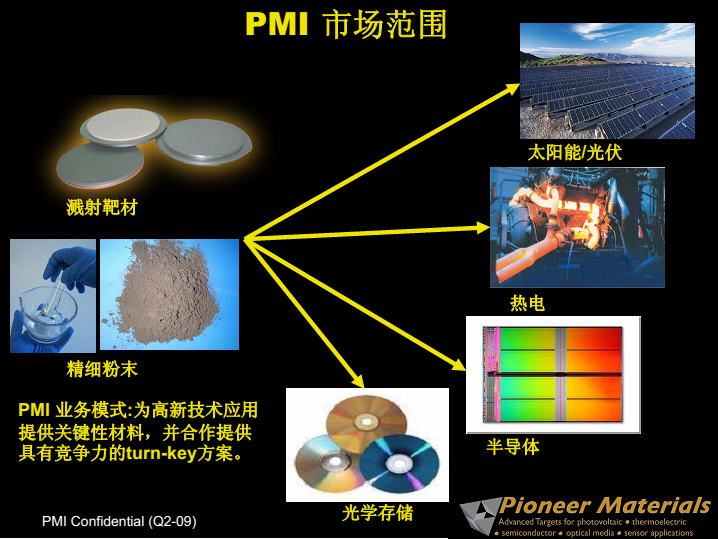 PMI 市场范围
太阳能/光伏
溅射靶材
热电
精细粉末
PMI 业务模式:为高新技术应用
提供关键性材料，并合作提供
具有竞争力的turn-key方案。
半导体
光学存储
PMI Confidential (Q2-09)
Pioneer Materials
Advanced Targets for photovoltaic • thermoelectric
• semiconductor • optical media • sensor applications